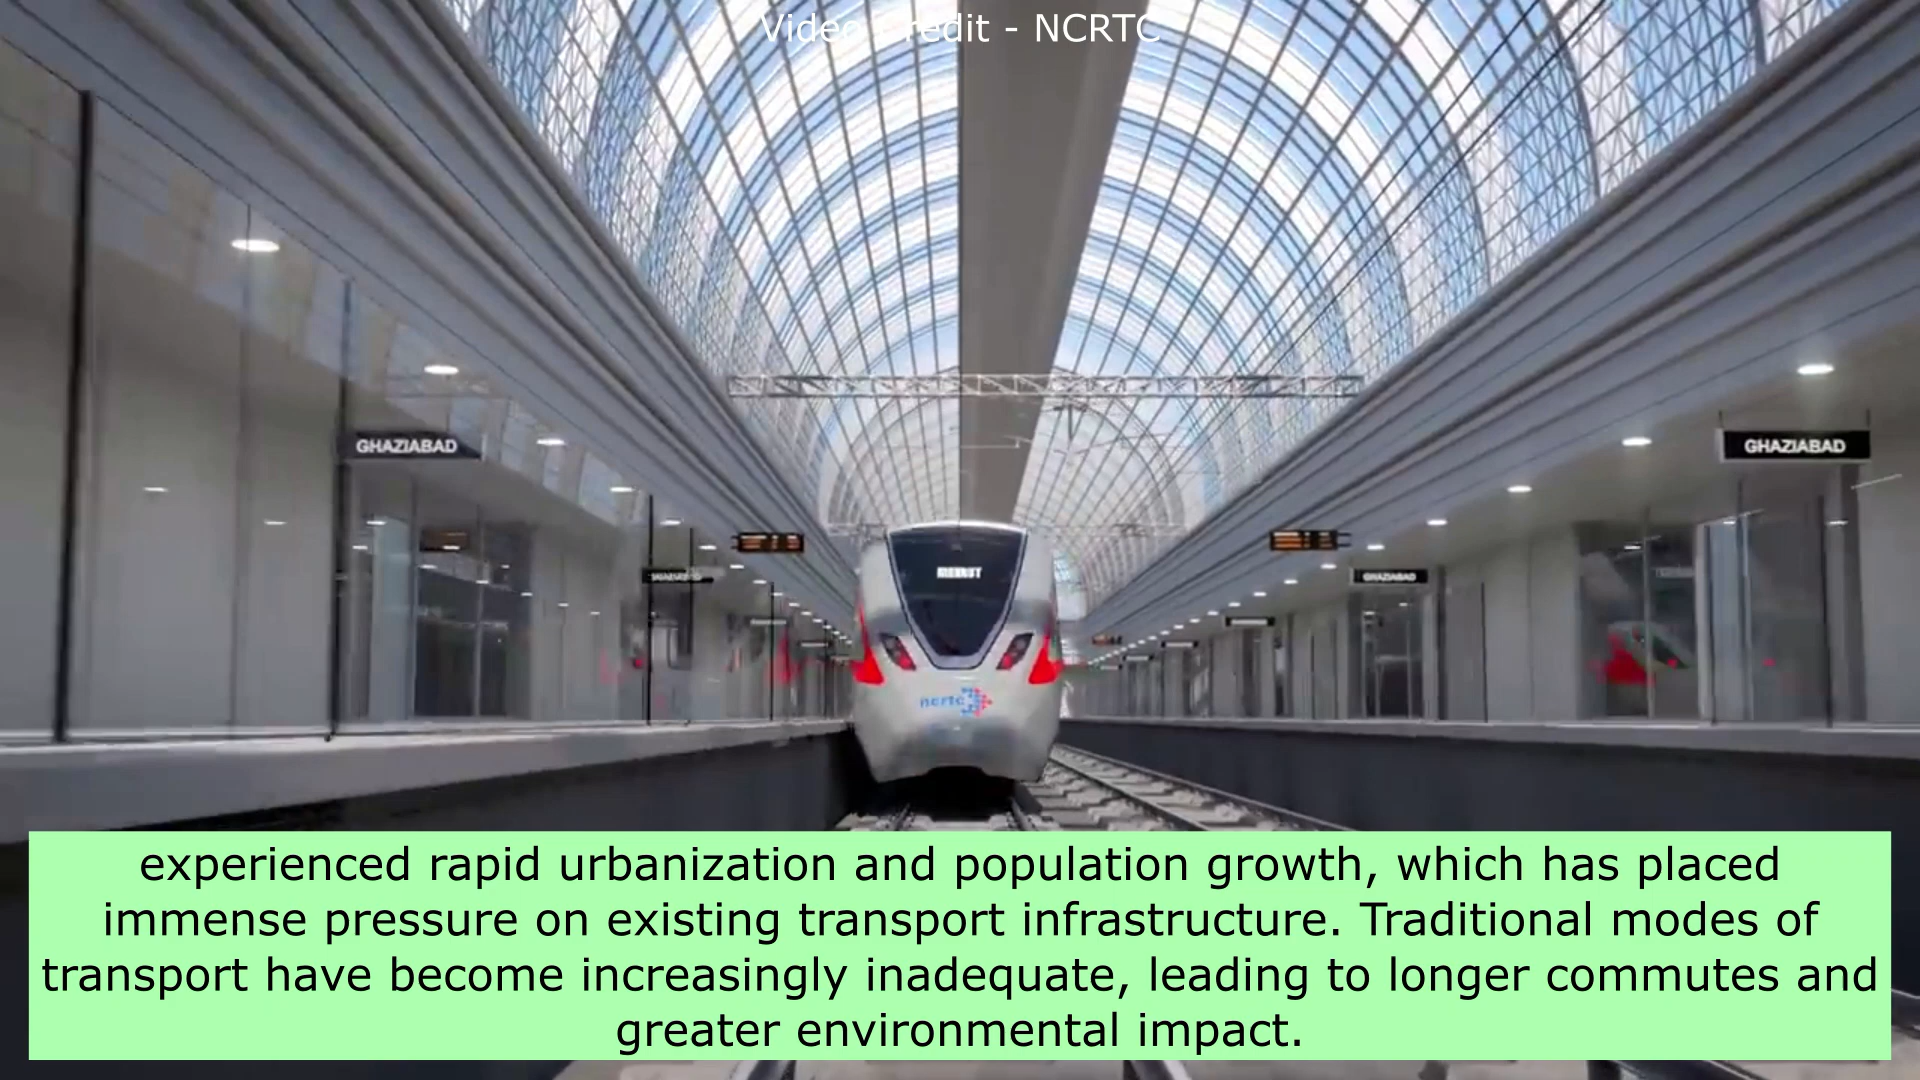 Video Credit - NCRTC
GHAZIABAD
GHAZIABAD
GHAZIABAD
ncrtc
experienced rapid urbanization and population growth, which has placed
immense pressure on existing transport infrastructure. Traditional modes of
transport have become increasingly inadequate, leading to longer commutes and
greater environmental impact.